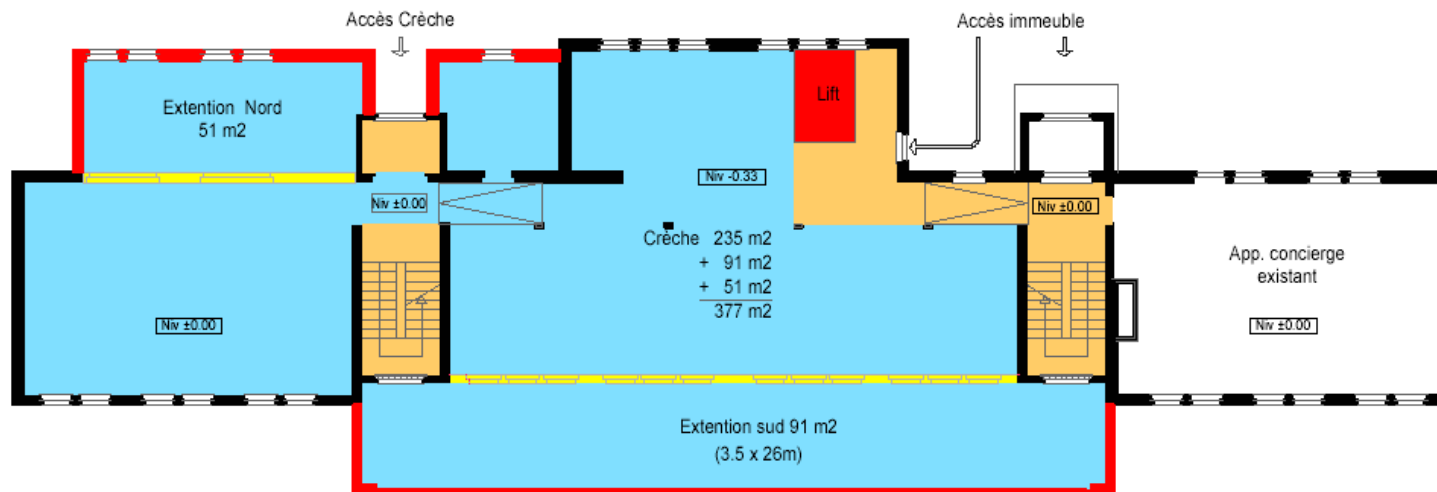 Accès Crèche
Accès immeuble
Extention Nord
51 m2
Lift
Niv -0.33
Niv ±0.00
Niv ±0.00
Crèche 235 m2
+ 91 m2
+ 51 m2
377 m2
App. concierge
existant
Niv ±0.00
Niv ±0.00
Extention sud 91 m2
(3.5 x 26m)